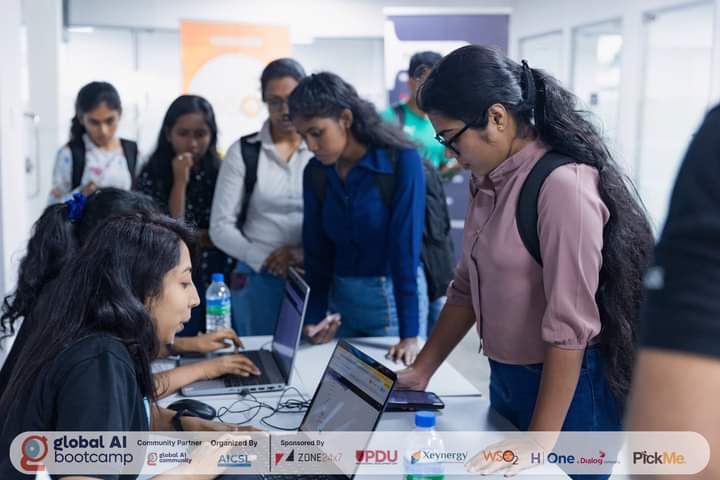 global AI
bootcamp
Community Partner
global AI
community
Organized By
AICSL
Sponsored By
ZONE24x7
PDU
Xeynergy
WSO2
H One
Dialog
PickMe